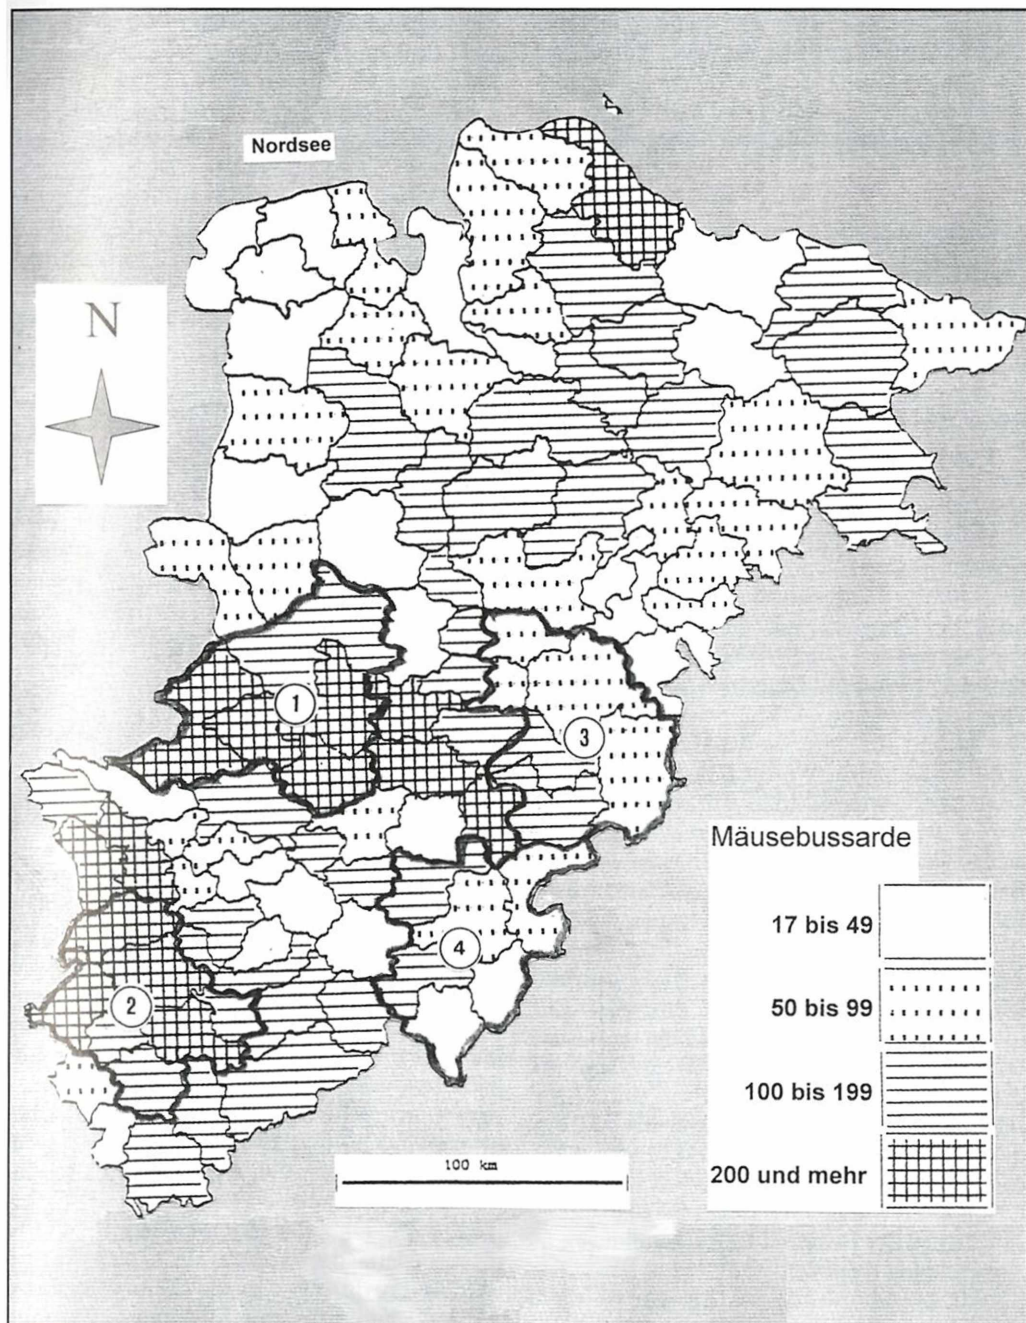 Nordsee
N
1
3
Mäusebussarde
17 bis 49
4
50 bis 99
2
100 bis 199
100 km
200 und mehr